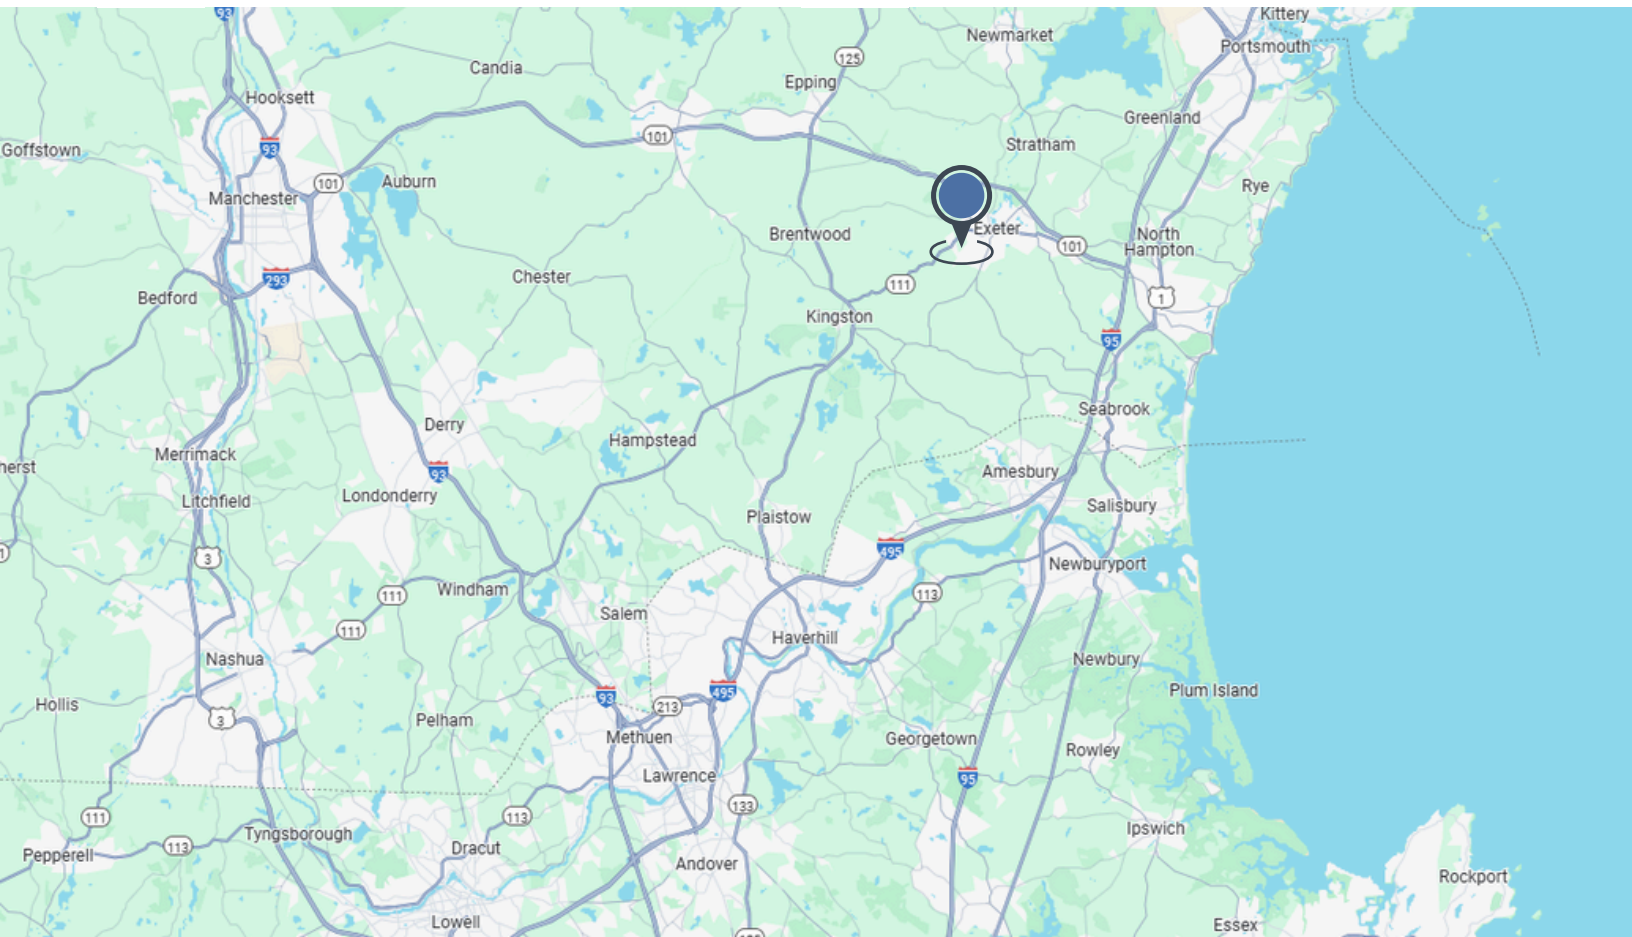 93
Kittery
Newmarket
Portsmouth
125
Candia
Epping
Hooksett
Greenland
101
93
Goffstown
Stratham
101
Auburn
Rye
Manchester
Exeter
Brentwood
101
North
Hampton
293
Chester
111
Bedford
1
Kingston
95
Seabrook
Derry
Hampstead
Merrimack
herst
93
Amesbury
Londonderry
Litchfield
Salisbury
Plaistow
495
3
1
Newburyport
Windham
113
111
Salem
111
Haverhill
Nashua
Newbury
495
Plum Island
93
Hollis
213
3
Pelham
Methuen
Georgetown
Rowley
Lawrence
95
133
113
111
Ipswich
Tyngsborough
113
Dracut
Pepperell
Andover
Rockport
Lowell
Essex